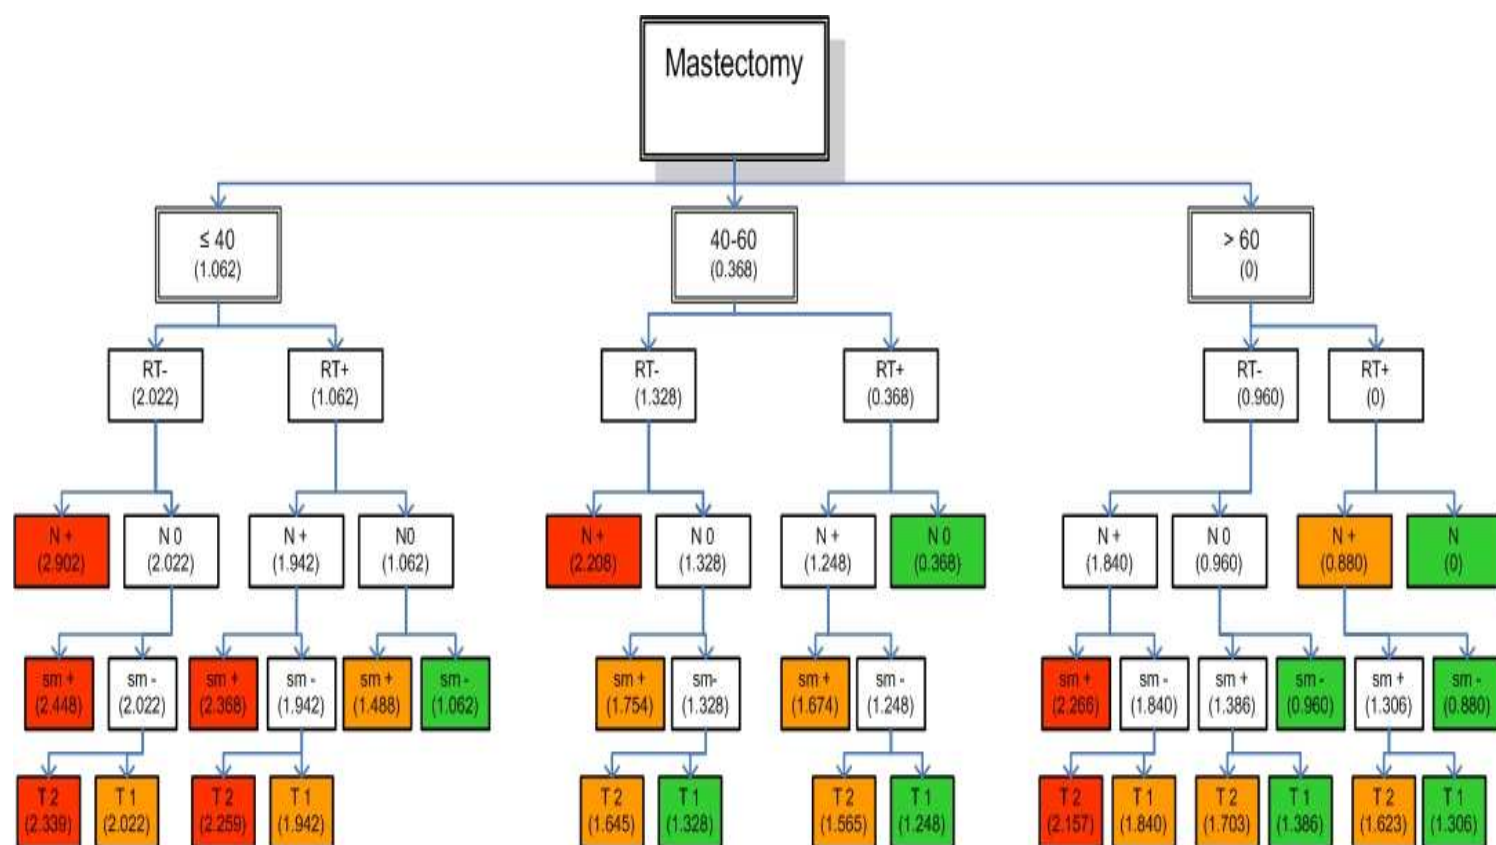 Mastectomy
≤ 40
(1.062)
40-60
(0.368)
> 60
(0)
RT-
(2.022)
RT+
(1.062)
RT-
(1.328)
RT+
(0.368)
RT-
(0.960)
RT+
(0)
N +
(2.902)
N 0
(2.022)
N +
(1.942)
N0
(1.062)
N +
(2.208)
N 0
(1.328)
N +
(1.248)
N 0
(0.368)
N +
(1.840)
N 0
(0.960)
N +
(0.880)
N
(0)
sm +
(2.448)
sm -
(2.022)
sm +
(2.368)
sm -
(1.942)
sm +
(1.488)
sm -
(1.062)
sm +
(1.754)
sm-
(1.328)
sm +
(1.674)
sm -
(1.248)
sm +
(2.266)
sm -
(1.840)
sm +
(1.386)
sm -
(0.960)
sm +
(1.306)
sm -
(0.880)
T 2
(2.339)
T 1
(2.022)
T 2
(2.259)
T 1
(1.942)
T 2
(1.645)
T 1
(1.328)
T 2
(1.565)
T 1
(1.248)
T 2
(2.157)
T 1
(1.840)
T 2
(1.703)
T 1
(1.386)
T 2
(1.623)
T 1
(1.306)